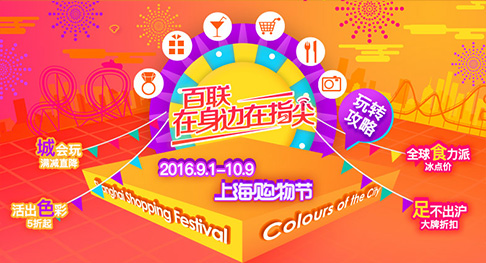 百联
在身边在指尖
玩转
攻略
2016.9.1-10.9
上海购物节
城会玩
满减直降
活出色彩
5折起
全球食力派
冰点价
足不出沪
大牌折扣
Shanghai Shopping Festival
Colours of the City